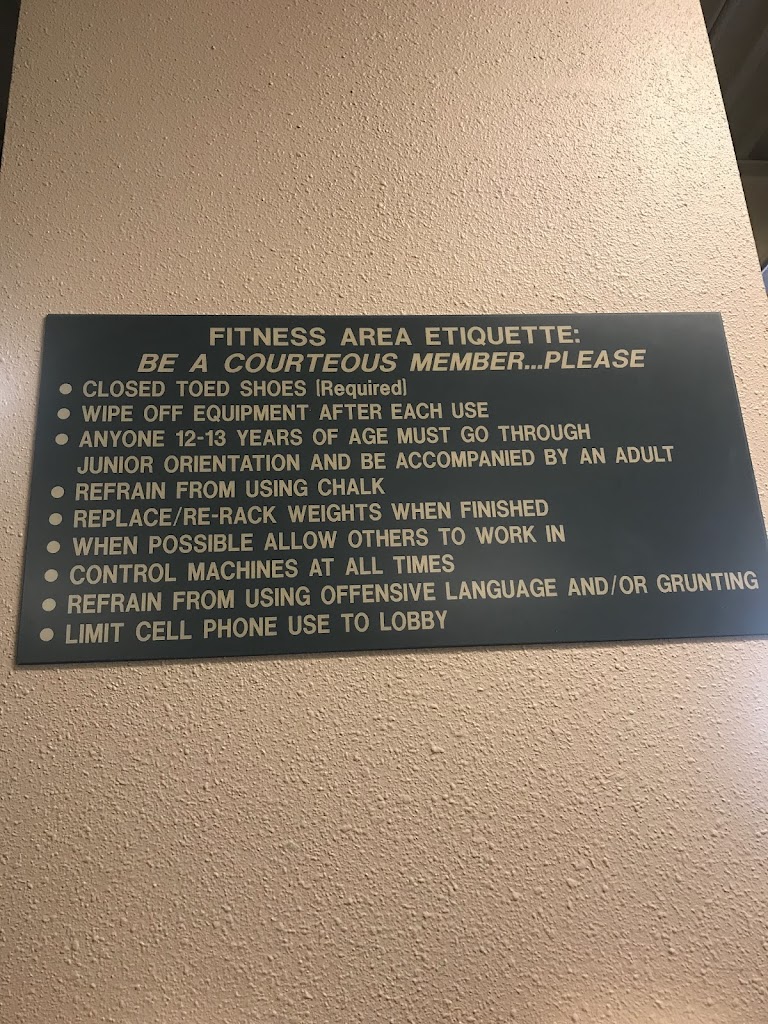 FITNESS AREA ETIQUETTE:
BE A COURTEOUS MEMBER...PLEASE
● CLOSED TOED SHOES (Required)
● WIPE OFF EQUIPMENT AFTER EACH USE
● ANYONE 12-13 YEARS OF AGE MUST GO THROUGH
JUNIOR ORIENTATION AND BE ACCOMPANIED BY AN ADULT
● REFRAIN FROM USING CHALK
● REPLACE/RE-RACK WEIGHTS WHEN FINISHED
● WHEN POSSIBLE ALLOW OTHERS TO WORK IN
● CONTROL MACHINES AT ALL TIMES
● REFRAIN FROM USING OFFENSIVE LANGUAGE AND/OR GRUNTING
● LIMIT CELL PHONE USE TO LOBBY